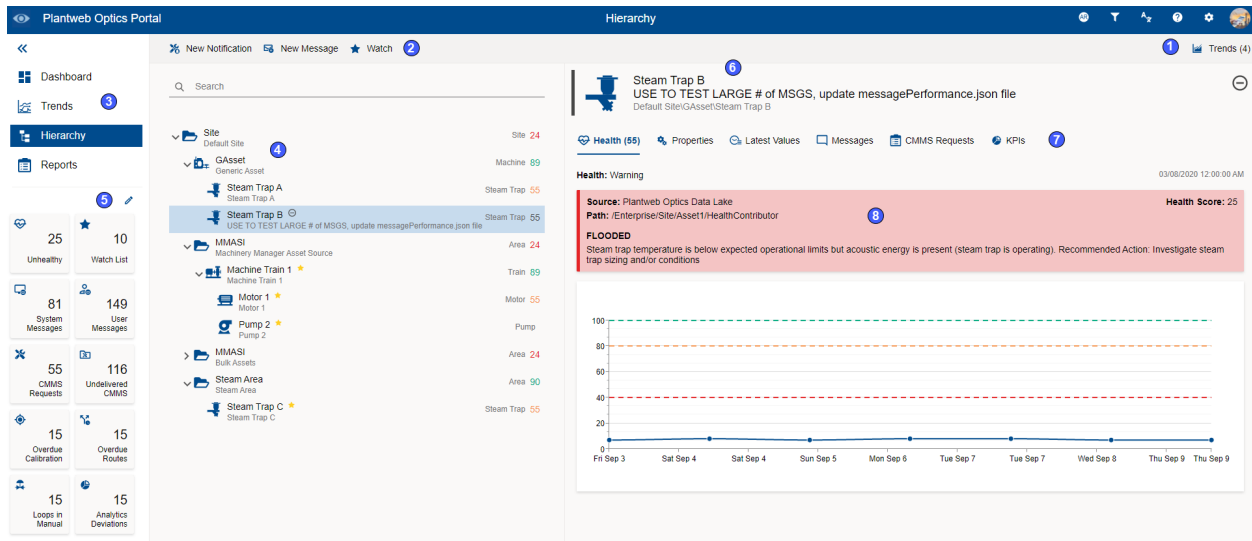 Plantweb Optics Portal
Hierarchy
AR
A Z
?
New Notification
New Message
Watch
2
1
Trends (4)
Dashboard
Trends
3
Hierarchy
Reports
5
25
Unhealthy
10
Watch List
81
System
Messages
149
User
Messages
55
CMMS
Requests
116
Undelivered
CMMS
15
Overdue
Calibration
15
Overdue
Routes
15
Loops in
Manual
15
Analytics
Deviations
Search
Site
Default Site
Site 24
4
GAsset
Generic Asset
Machine 89
Steam Trap A
Steam Trap A
Steam Trap 55
Steam Trap B
USE TO TEST LARGE # of MSGS, update messagePerformance.json file
Steam Trap 55
MMASI
Machinery Manager Asset Source
Area 24
Machine Train 1
Machine Train 1
Train 89
Motor 1
Motor 1
Motor 55
Pump 2
Pump 2
Pump
MMASI
Bulk Assets
Area 24
Steam Area
Steam Area
Area 90
Steam Trap C
Steam Trap C
Steam Trap 55
6
Steam Trap B
USE TO TEST LARGE # of MSGS, update messagePerformance.json file
Default Site\GAsset\Steam Trap B
Health (55)
Properties
Latest Values
Messages
CMMS Requests
KPIs
7
Health: Warning
03/08/2020 12:00:00 AM
Source: Plantweb Optics Data Lake
Health Score: 25
Path: /Enterprise/Site/Asset1/HealthContributor
8
FLOODED
Steam trap temperature is below expected operational limits but acoustic energy is present (steam trap is operating). Recommended Action: Investigate steam
trap sizing and/or conditions
100
80
60
40
20
0
Fri Sep 3
Sat Sep 4
Sat Sep 4
Sun Sep 5
Mon Sep 6
Tue Sep 7
Tue Sep 7
Wed Sep 8
Thu Sep 9
Thu Sep 9